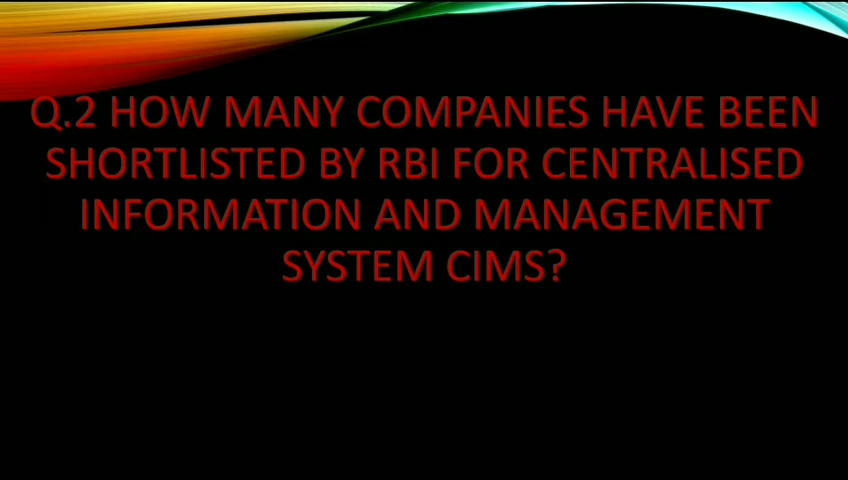 Q.2 HOW MANY COMPANIES HAVE BEEN
SHORTLISTED BY RBI FOR CENTRALISED
INFORMATION AND MANAGEMENT
SYSTEM CIMS?